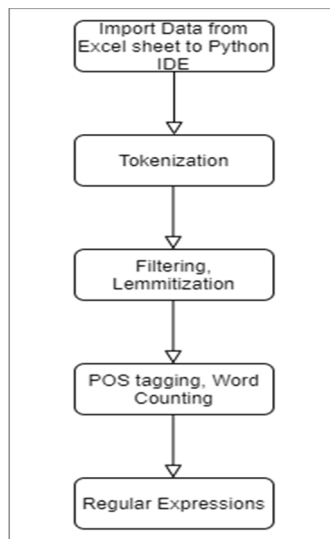 Import Data from
Excel sheet to Python
IDE
Tokenization
Filtering,
Lemmitization
POS tagging, Word
Counting
Regular Expressions